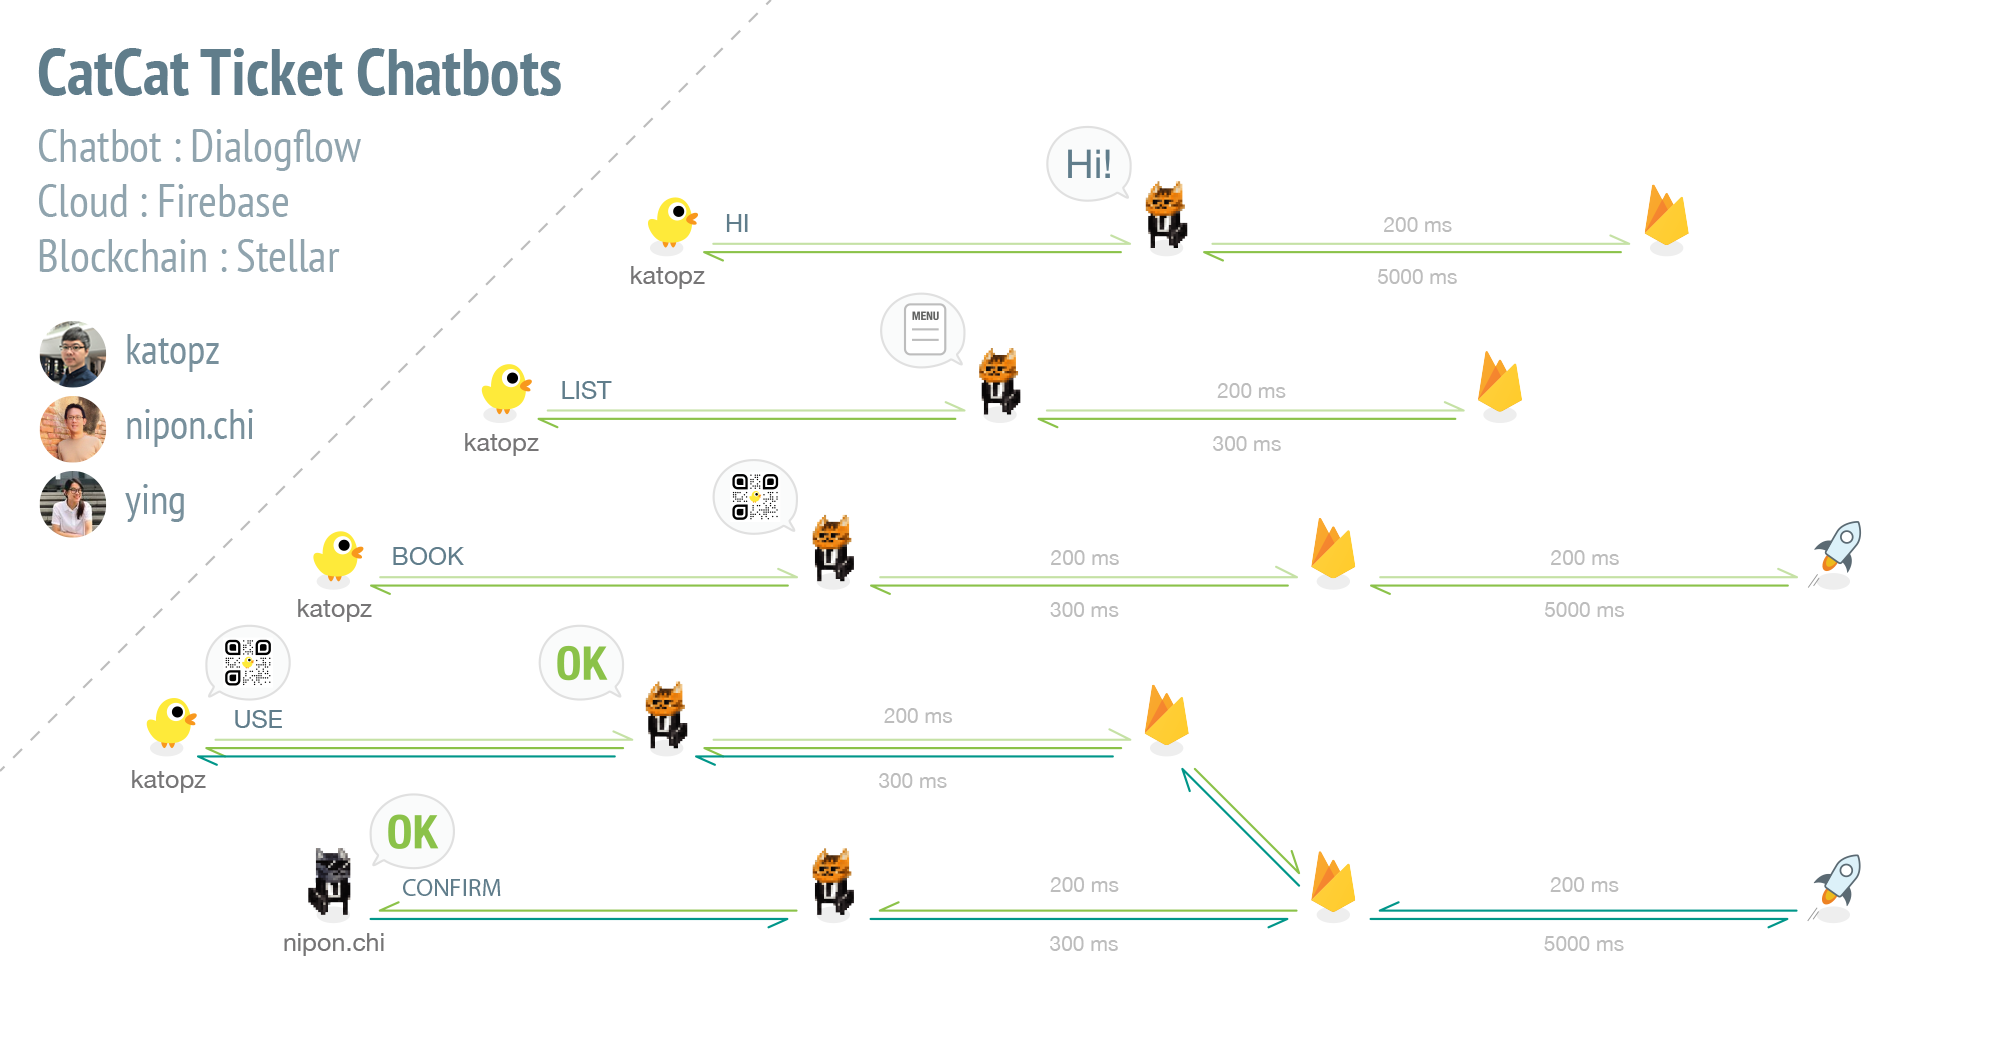 CatCat Ticket Chatbots
Chatbot : Dialogflow
Cloud : Firebase
Blockchain : Stellar
katopz
nipon.chi
ying
Hi!
HI
200 ms
katopz
5000 ms
MENU
LIST
200 ms
katopz
300 ms
BOOK
200 ms
200 ms
katopz
300 ms
5000 ms
OK
USE
200 ms
katopz
300 ms
OK
CONFIRM
200 ms
200 ms
nipon.chi
300 ms
5000 ms